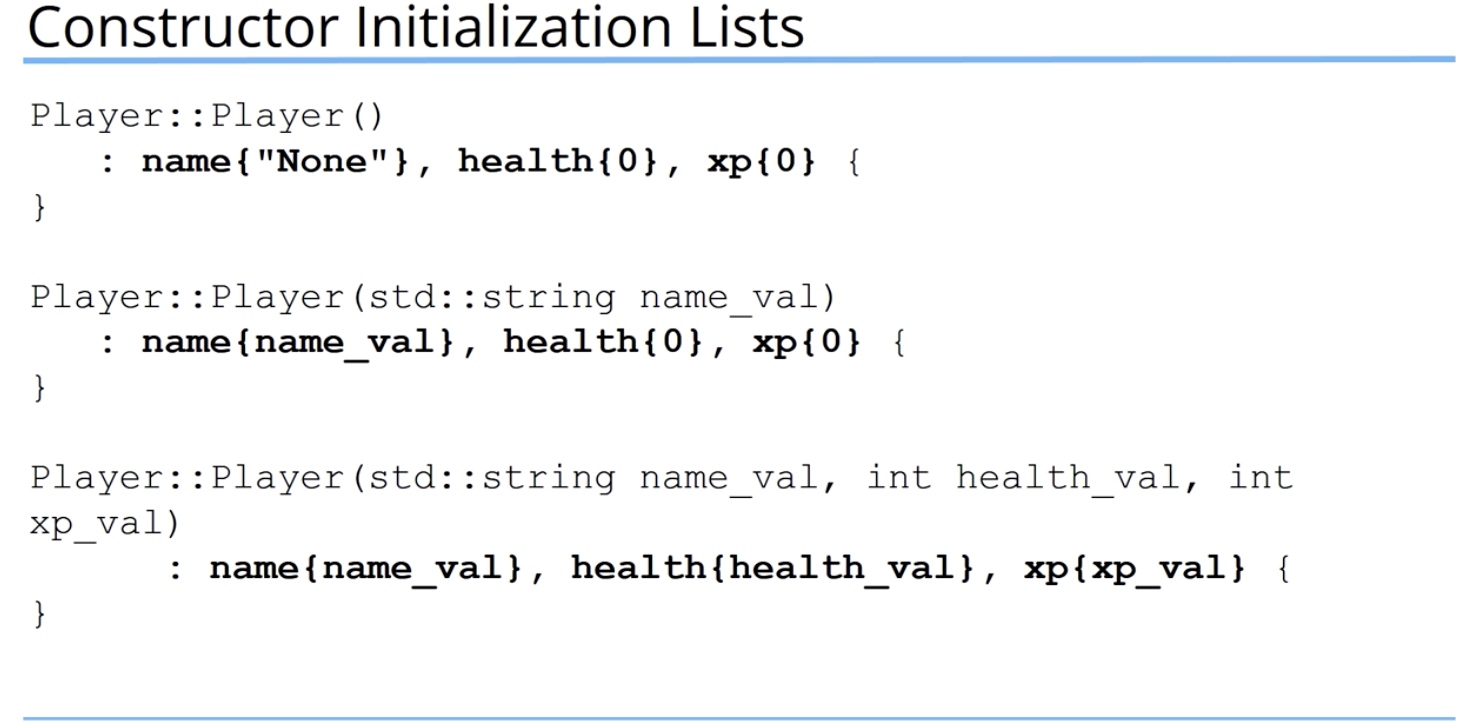 Constructor Initialization Lists
Player::Player()
: name{"None"}, health{0}, xp{0} {
}
Player::Player(std::string name_val)
: name{name_val}, health{0}, xp{0} {
}
Player::Player(std::string name_val, int health_val, int
xp_val)
: name{name_val}, health{health_val}, xp{xp_val} {
}